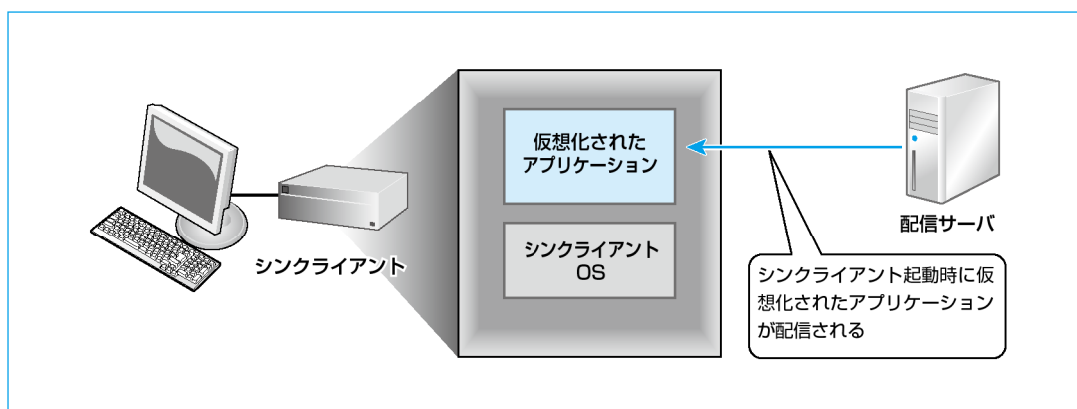 仮想化された
アプリケーション
シンクライアント
OS
シンクライアント
配信サーバ
シンクライアント起動時に仮
想化されたアプリケーション
が配信される